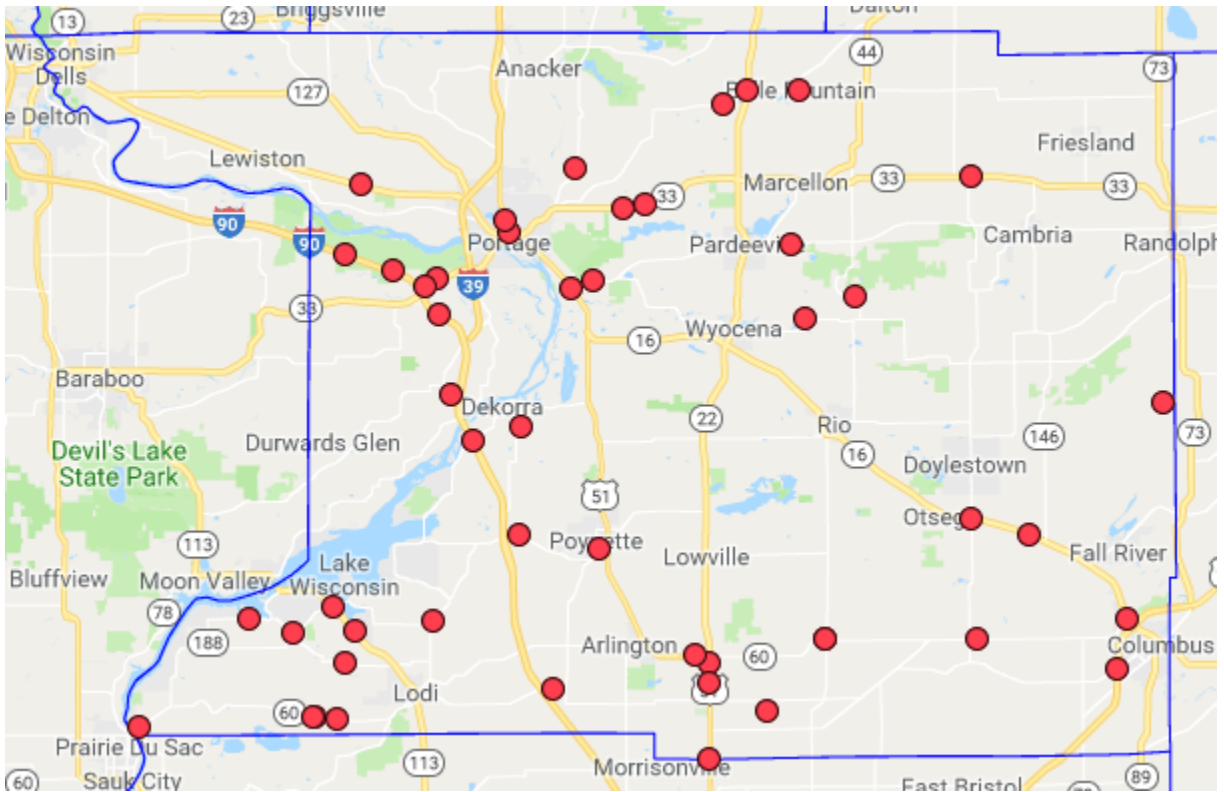 Briggsville
Dalton
13
23
44
Wisconsin
Dells
Anacker
73
127
e Delton
Friesland
Lewiston
33
Marcellon
33
33
90
90
Portage
Pardeeville
Cambria
Randolph
39
33
16
Wyocena
Baraboo
Dekorra
22
Rio
146
73
Durwards Glen
16
Devil's Lake
State Park
Doylestown
51
Otsego
113
Poynette
Lowville
Fall River
Bluffview
Moon Valley
Lake
Wisconsin
78
188
Arlington
60
Columbus
Lodi
51
60
Prairie Du Sac
Morrisonville
113
89
60
Sauk City
East Bristol